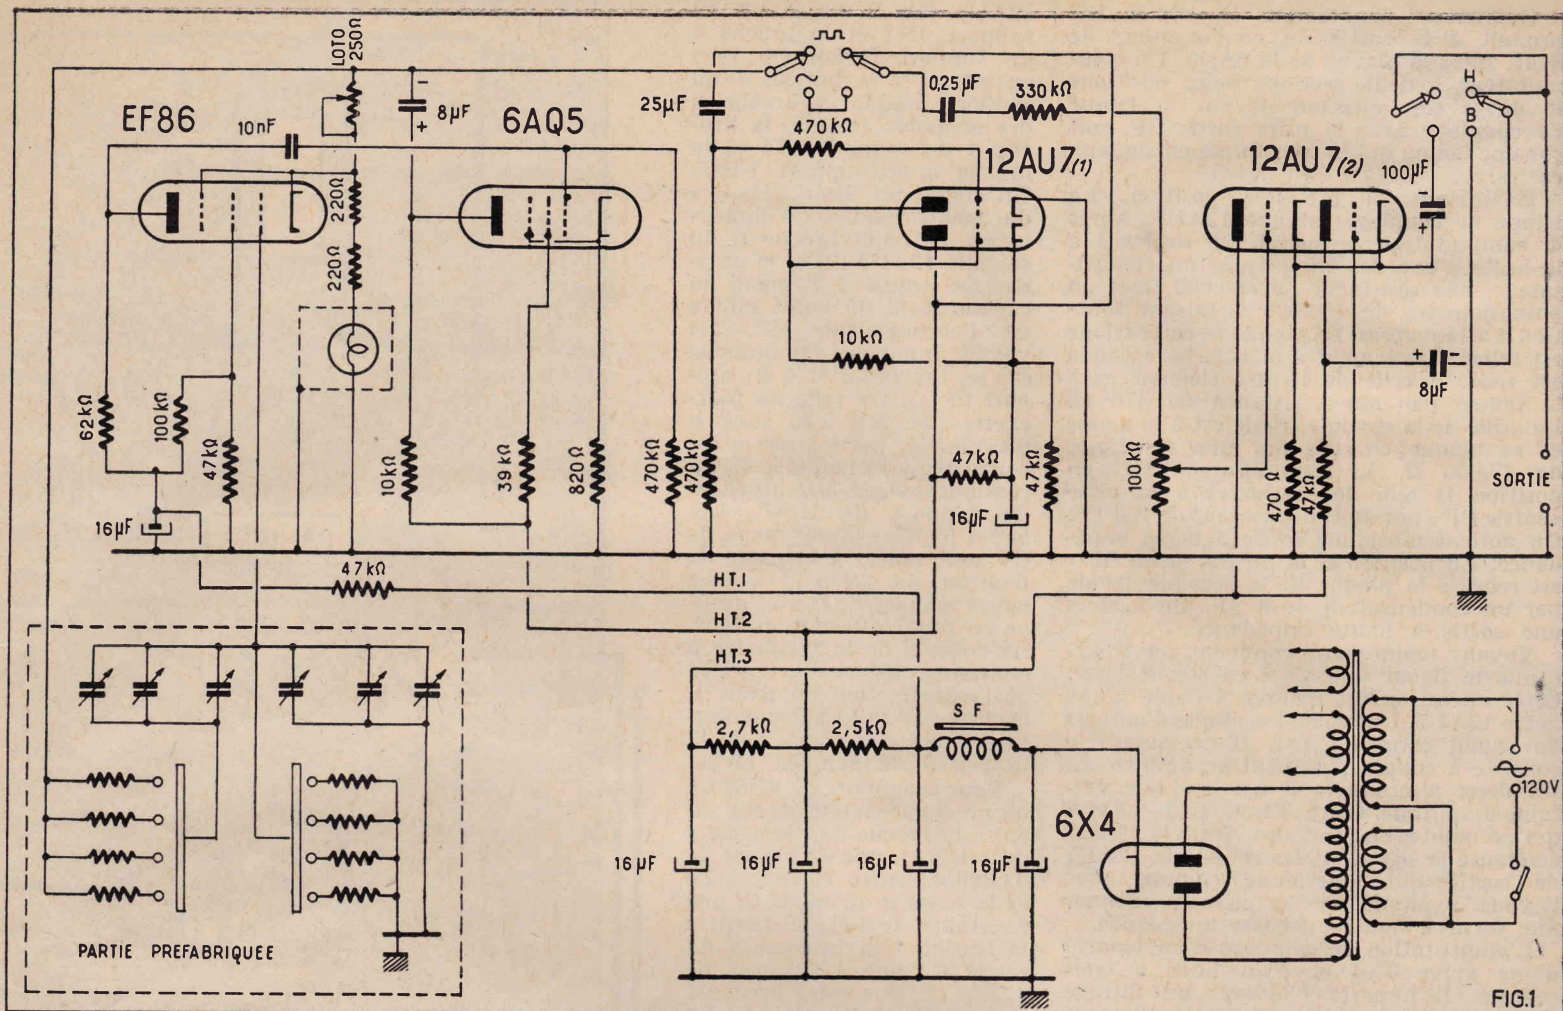 LOTO
250Ω
EF86
10nF
-
8µF
+
6AQ5
25µF
470kΩ
0,25µF
330kΩ
12AU7(1)
12AU7(2)
H
B
100µF
-
+
220Ω
220Ω
10kΩ
+ -
8µF
62kΩ
100kΩ
47kΩ
10kΩ
39kΩ
820Ω
470kΩ
470kΩ
47kΩ
47kΩ
100kΩ
470Ω
47kΩ
SORTIE
16µF
16µF
47kΩ
HT.1
HT.2
HT.3
2,7kΩ
2,5kΩ
SF
120V
6X4
16µF
16µF
16µF
16µF
PARTIE PREFABRIQUEE
FIG.1